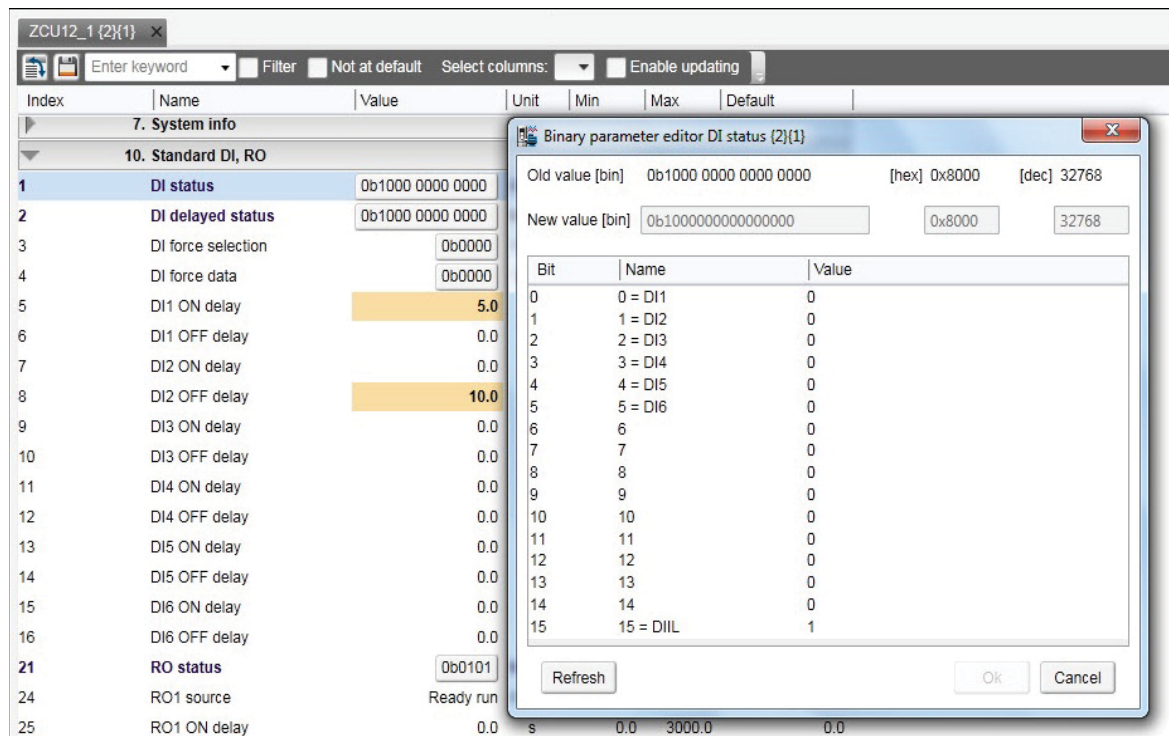 ZCU12_1 {2}{1} ×
Enter keyword Filter Not at default Select columns: Enable updating
Index Name Value Unit Min Max Default
7. System info
10. Standard DI, RO
1 DI status 0b1000 0000 0000
2 DI delayed status 0b1000 0000 0000
3 DI force selection 0b0000
4 DI force data 0b0000
5 DI1 ON delay 5.0
6 DI1 OFF delay 0.0
7 DI2 ON delay 0.0
8 DI2 OFF delay 10.0
9 DI3 ON delay 0.0
10 DI3 OFF delay 0.0
11 DI4 ON delay 0.0
12 DI4 OFF delay 0.0
13 DI5 ON delay 0.0
14 DI5 OFF delay 0.0
15 DI6 ON delay 0.0
16 DI6 OFF delay 0.0
21 RO status 0b0101
24 RO1 source Ready run
25 RO1 ON delay 0.0 s 0.0 3000.0 0.0
Binary parameter editor DI status {2}{1}
Old value [bin] 0b1000 0000 0000 0000 [hex] 0x8000 [dec] 32768
New value [bin] 0b1000000000000000 0x8000 32768
Bit Name Value
0 0 = DI1 0
1 1 = DI2 0
2 2 = DI3 0
3 3 = DI4 0
4 4 = DI5 0
5 5 = DI6 0
6 6 0
7 7 0
8 8 0
9 9 0
10 10 0
11 11 0
12 12 0
13 13 0
14 14 0
15 15 = DIIL 1
Refresh Ok Cancel